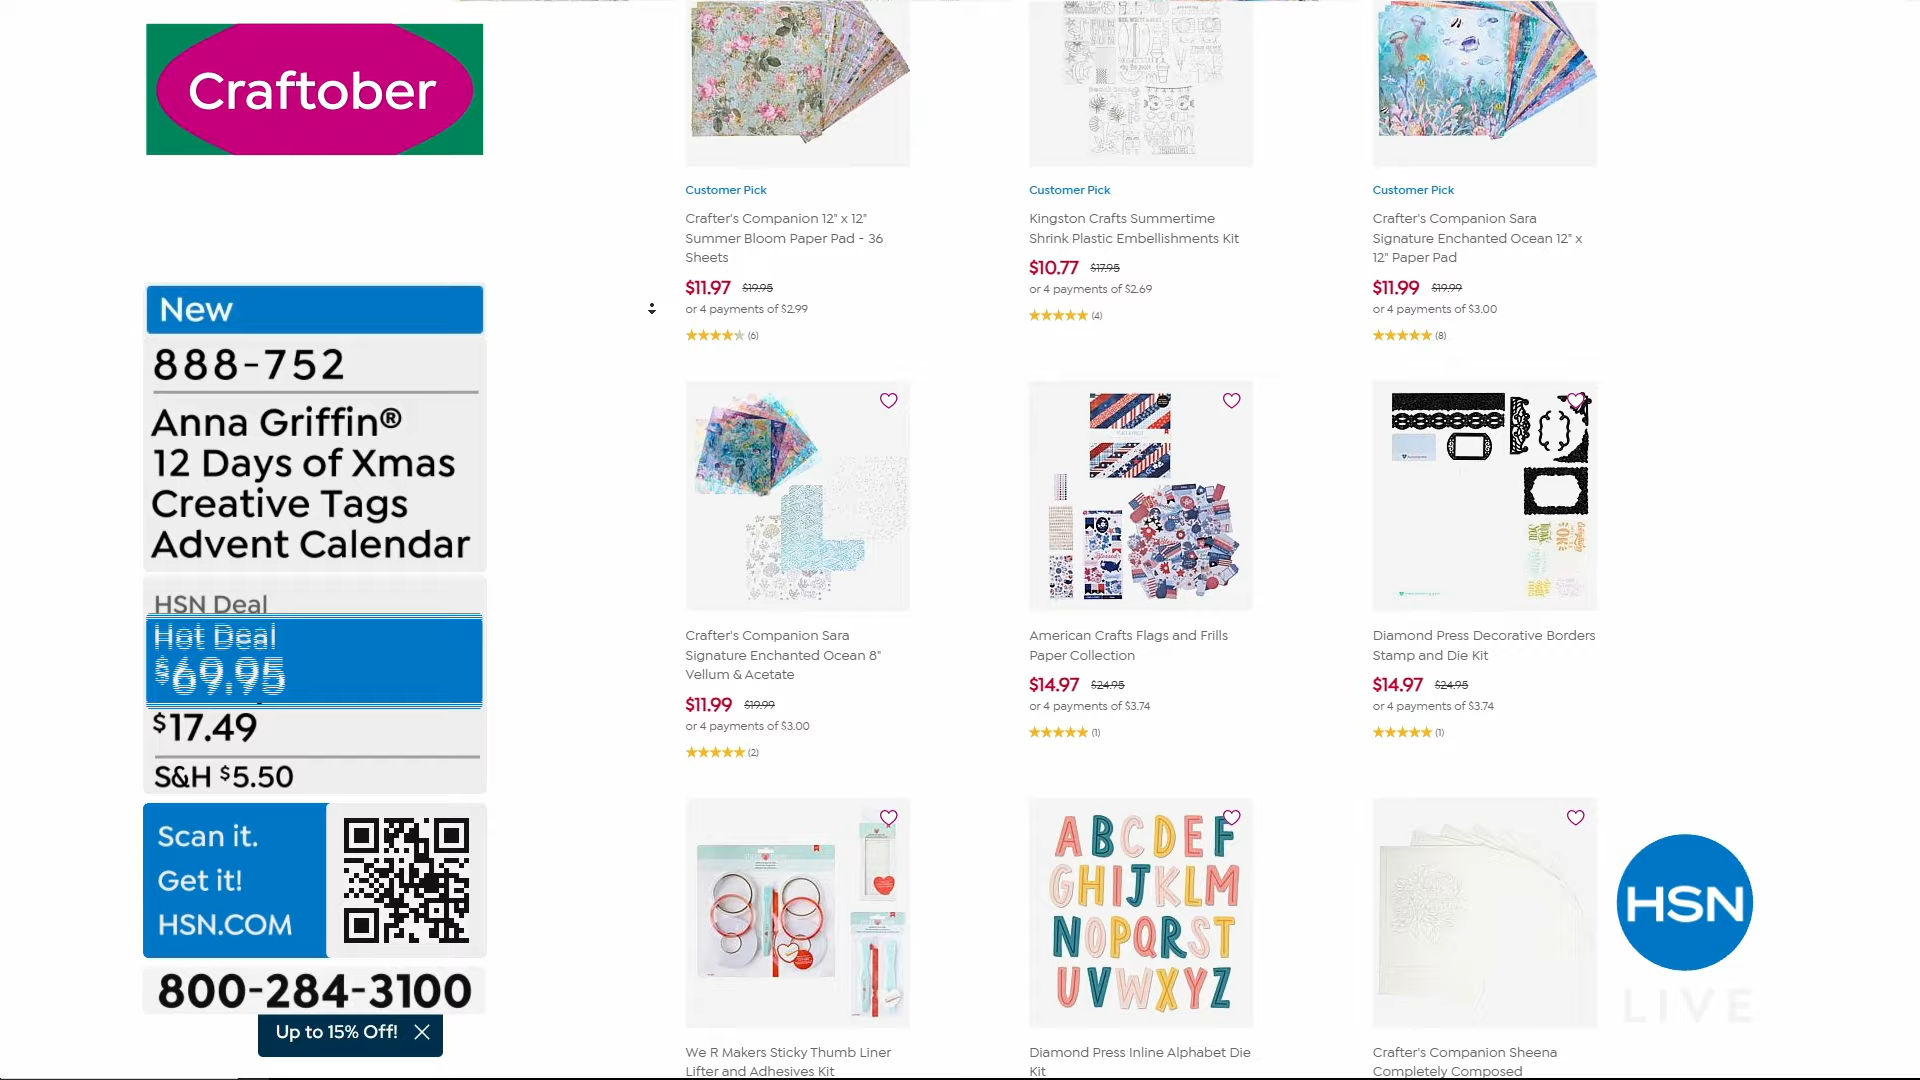 Craftober
New
888-752
Anna Griffin®
12 Days of Xmas
Creative Tags
Advent Calendar
HSN Deal
Hot Deal
$69.95
$17.49
S&H $5.50
Scan it.
Get it!
HSN.COM
800-284-3100
Up to 15% Off!
Customer Pick
Crafter's Companion 12" x 12"
Summer Bloom Paper Pad - 36
Sheets
$11.97 $19.95
or 4 payments of $2.99
(6)
Customer Pick
Kingston Crafts Summertime
Shrink Plastic Embellishments Kit
$10.77 $17.95
or 4 payments of $2.69
(4)
Customer Pick
Crafter's Companion Sara
Signature Enchanted Ocean 12" x
12" Paper Pad
$11.99 $19.99
or 4 payments of $3.00
(8)
Crafter's Companion Sara
Signature Enchanted Ocean 8"
Vellum & Acetate
$11.99 $19.99
or 4 payments of $3.00
(2)
American Crafts Flags and Frills
Paper Collection
$14.97 $24.95
or 4 payments of $3.74
(1)
Diamond Press Decorative Borders
Stamp and Die Kit
$14.97 $24.95
or 4 payments of $3.74
(1)
We R Makers Sticky Thumb Liner
Lifter and Adhesives Kit
ABCDEF
GHIJKLM
NOPQRST
UVWXYZ
Diamond Press Inline Alphabet Die
Kit
Crafter's Companion Sheena
Completely Composed
HSN
LIVE